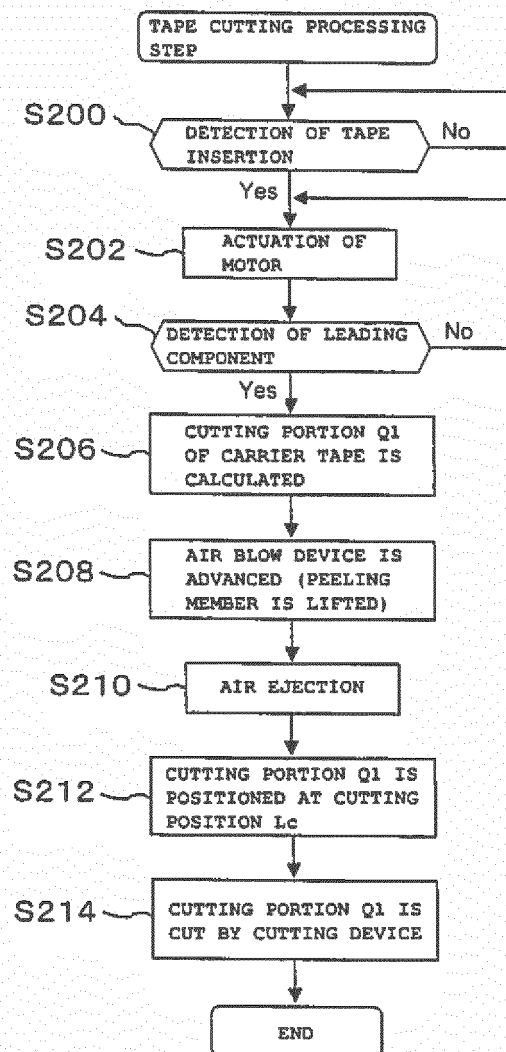 TAPE CUTTING PROCESSING
STEP
S200
DETECTION OF TAPE
INSERTION
No
Yes
S202
ACTUATION OF
MOTOR
S204
DETECTION OF LEADING
COMPONENT
No
Yes
S206
CUTTING PORTION Q1
OF CARRIER TAPE IS
CALCULATED
S208
AIR BLOW DEVICE IS
ADVANCED (PEELING
MEMBER IS LIFTED)
S210
AIR EJECTION
S212
CUTTING PORTION Q1 IS
POSITIONED AT CUTTING
POSITION Lc
S214
CUTTING PORTION Q1 IS
CUT BY CUTTING DEVICE
END